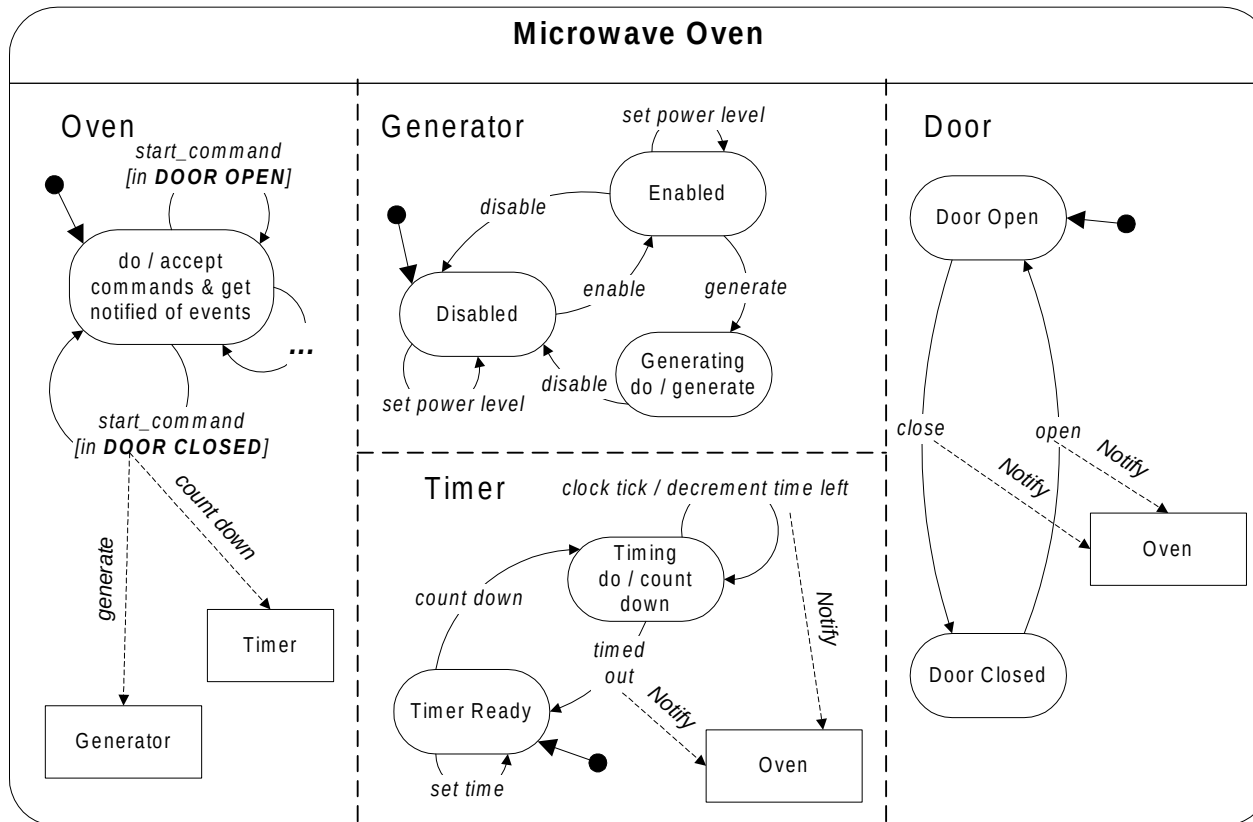 Microwave Oven
Oven
start_command
[in DOOR OPEN]
do / accept
commands & get
notified of events
...
start_command
[in DOOR CLOSED]
count down
generate
Timer
Generator
Generator
set power level
Enabled
disable
enable
generate
Disabled
Generating
do / generate
disable
set power level
Timer
clock tick / decrement time left
Timing
do / count
down
count down
Notify
timed
out
Notify
Timer Ready
set time
Oven
Door
Door Open
close
open
Notify
Notify
Oven
Door Closed